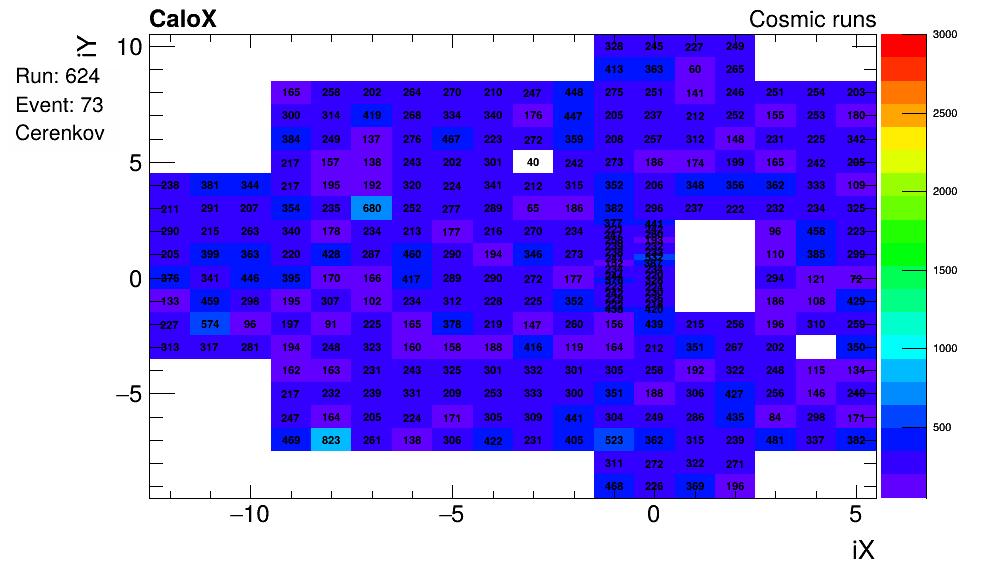 CaloX Cosmic runs
iY
Run: 624
Event: 73
Cerenkov
10 328 245 227 249 3000
413 363 60 265
165 258 202 264 270 210 247 448 275 251 141 246 251 254 203
300 314 419 268 334 340 176 447 205 237 212 252 155 253 180 2500
384 249 137 276 467 223 272 359 208 257 312 148 231 225 342
5 217 157 138 243 202 301 40 242 273 186 174 199 165 242 295
238 381 344 217 195 192 320 224 341 212 315 352 206 348 356 362 333 109 2000
211 291 207 354 235 680 252 277 289 65 186 382 296 237 222 232 234 325
290 215 263 340 178 234 213 177 216 270 234 96 458 223
205 399 363 220 428 287 460 290 194 346 273 110 385 299
0 376 341 446 395 170 166 417 269 290 272 177 294 121 72 1500
133 459 298 195 307 102 234 312 228 225 352 186 108 429
227 574 96 197 91 225 165 378 219 147 260 156 439 215 256 196 310 259
313 317 281 194 248 323 160 158 188 416 119 164 212 351 267 202 350 1000
162 163 231 243 325 301 332 301 305 256 192 322 248 115 134
−5 217 232 239 331 209 253 333 300 351 188 306 427 256 146 240
247 164 205 224 171 305 309 441 304 249 286 435 84 298 171 500
469 823 261 138 306 422 231 405 523 362 315 239 481 337 382
311 272 322 271
468 226 369 196
−10 −5 0 5
iX